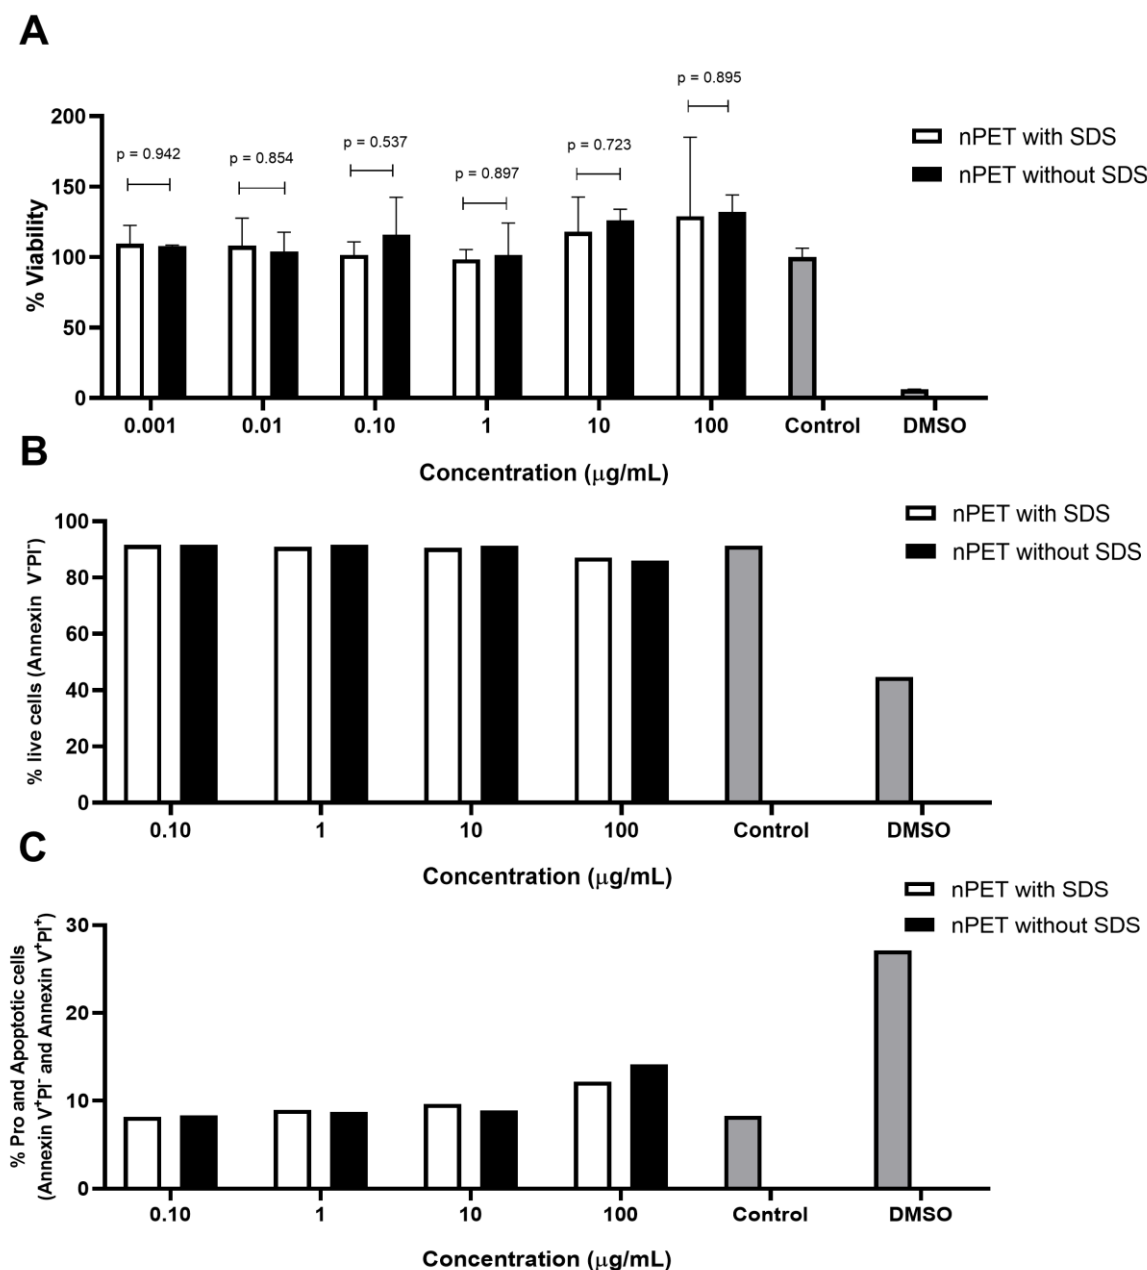 A
p = 0.895
p = 0.537
p = 0.942
p = 0.854
p = 0.723
p = 0.897
nPET with SDS
nPET without SDS
% Viability
200
150
100
50
0
0.001 0.01 0.10 1 10 100 Control DMSO
Concentration (μg/mL)
B
nPET with SDS
nPET without SDS
% live cells (Annexin V⁻PI⁻)
100
80
60
40
20
0
0.10 1 10 100 Control DMSO
Concentration (μg/mL)
C
nPET with SDS
nPET without SDS
% Pro and Apoptotic cells
(Annexin V⁺PI⁻ and Annexin V⁺PI⁺)
30
20
10
0
0.10 1 10 100 Control DMSO
Concentration (μg/mL)